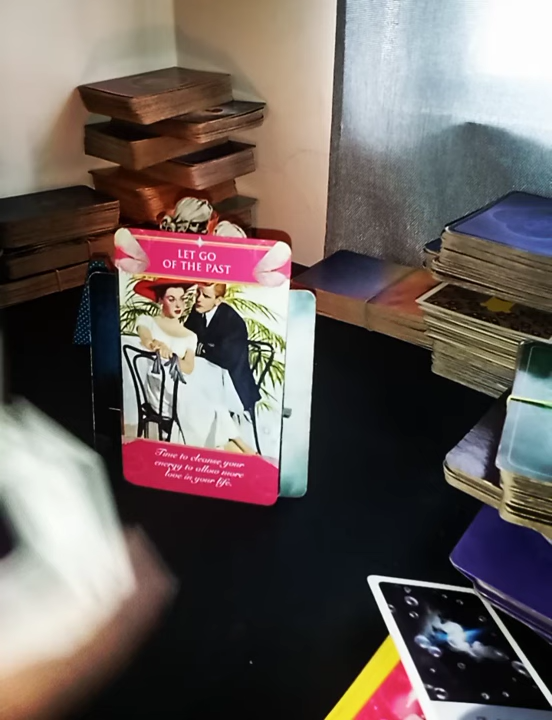 LET GO
OF THE PAST
Time to cleanse your
energy to allow more
love in your life.